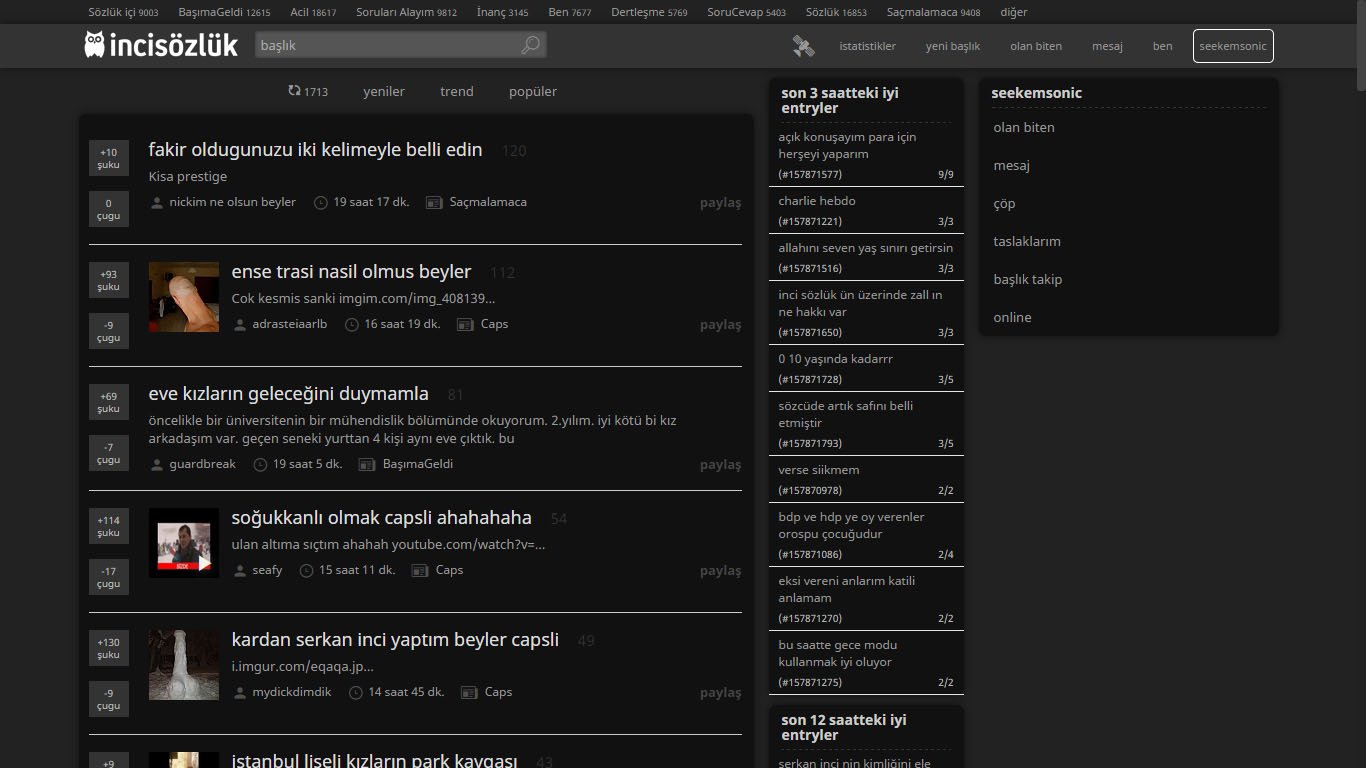 Sözlük içi 9003 BaşımaGeldi 12615 Acil 18617 Soruları Alayım 9812 İnanç 3145 Ben 7677 Dertleşme 5769 SoruCevap 5403 Sözlük 16853 Saçmalamaca 9408 diğer
incisözlük başlık istatistikler yeni başlık olan biten mesaj ben seekemsonic
1713 yeniler trend popüler
+10
şuku
0
çugu
fakir oldugunuzu iki kelimeyle belli edin 120
Kisa prestige
nickim ne olsun beyler 19 saat 17 dk. Saçmalamaca paylaş
+93
şuku
-9
çugu
ense trasi nasil olmus beyler 112
Cok kesmis sanki imgim.com/img_408139...
adrasteiaarlb 16 saat 19 dk. Caps paylaş
+69
şuku
-7
çugu
eve kızların geleceğini duymamla 81
öncelikle bir üniversitenin bir mühendislik bölümünde okuyorum. 2.yılım. iyi kötü bi kız
arkadaşım var. geçen seneki yurttan 4 kişi aynı eve çıktık. bu
guardbreak 19 saat 5 dk. BaşımaGeldi paylaş
+114
şuku
-17
çugu
soğukkanlı olmak capsli ahahahaha 54
ulan altıma sıçtım ahahah youtube.com/watch?v=...
seafy 15 saat 11 dk. Caps paylaş
+130
şuku
-9
çugu
kardan serkan inci yaptım beyler capsli 49
i.imgur.com/eqaqa.jp...
mydickdimdik 14 saat 45 dk. Caps paylaş
+9
istanbul liseli kızların park kavgası 43
son 3 saatteki iyi
entryler
açık konuşayım para için
herşeyi yaparım
(#157871577) 9/9
charlie hebdo
(#157871221) 3/3
allahını seven yaş sınırı getirsin
(#157871516) 3/3
inci sözlük ün üzerinde zall ın
ne hakkı var
(#157871650) 3/3
0 10 yaşında kadarrr
(#157871728) 3/5
sözcüde artık safını belli
etmiştir
(#157871793) 3/5
verse siikmem
(#157870978) 2/2
bdp ve hdp ye oy verenler
orospu çocuğudur
(#157871086) 2/4
eksi vereni anlarım katili
anlamam
(#157871270) 2/2
bu saatte gece modu
kullanmak iyi oluyor
(#157871275) 2/2
son 12 saatteki iyi
entryler
serkan inci nin kimliğini ele
seekemsonic
olan biten
mesaj
çöp
taslaklarım
başlık takip
online